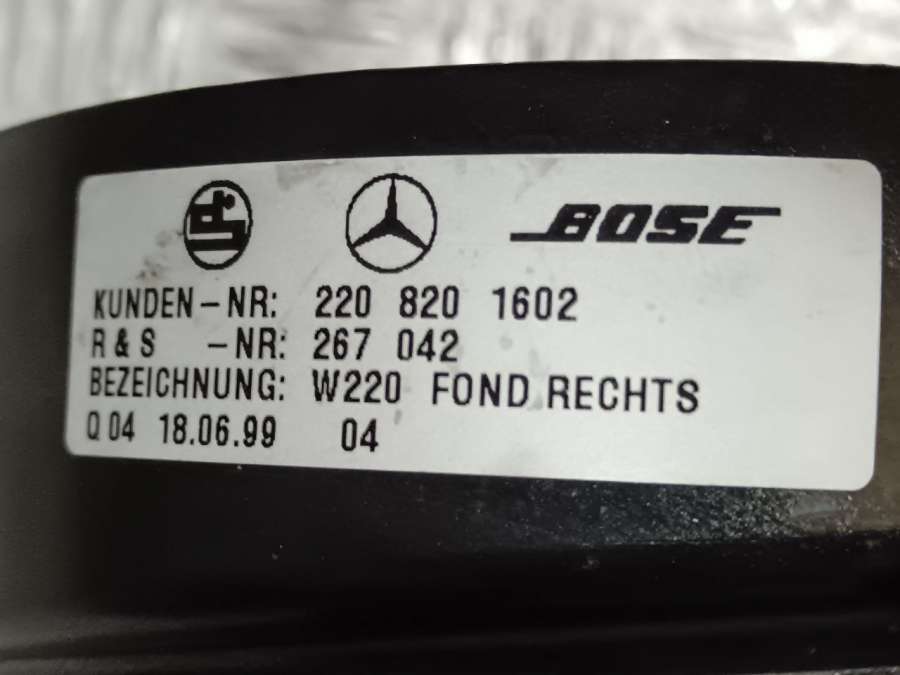 BOSE
KUNDEN-NR: 220 820 1602
R & S -NR: 267 042
BEZEICHNUNG: W220 FOND RECHTS
Q 04 18.06.99 04